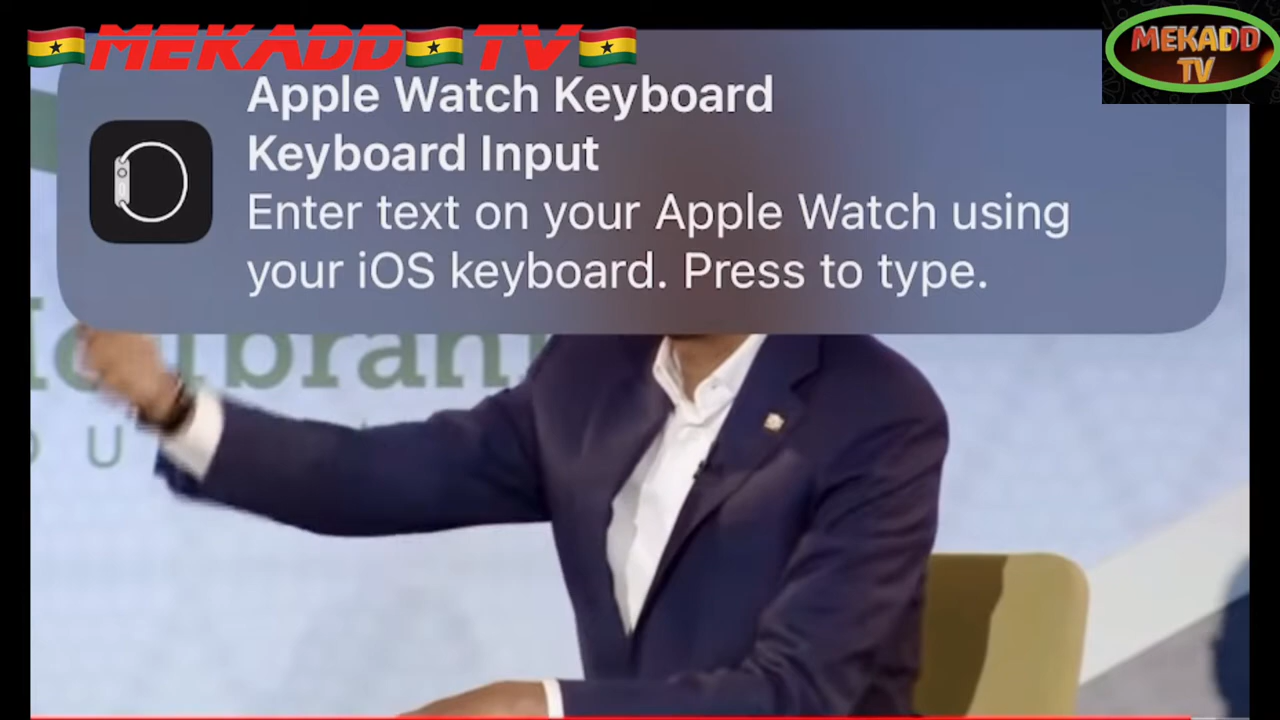 🇬🇭MEKADD🇬🇭TV🇬🇭
MEKADD
TV
Apple Watch Keyboard
Keyboard Input
Enter text on your Apple Watch using
your iOS keyboard. Press to type.